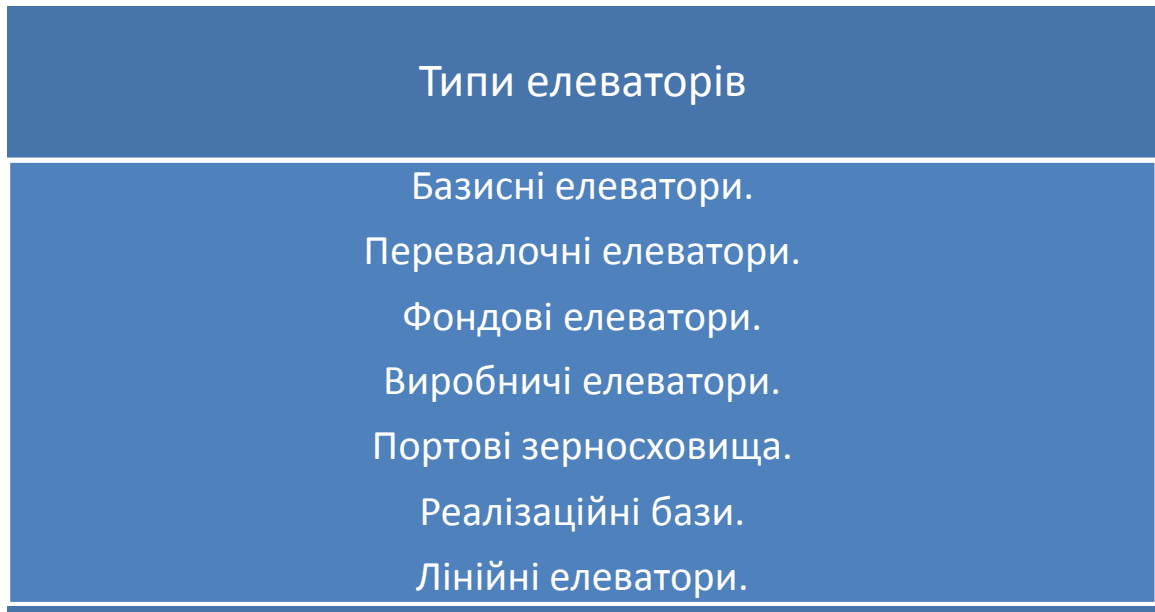 Типи елеваторів
Базисні елеватори.
Перевалочні елеватори.
Фондові елеватори.
Виробничі елеватори.
Портові зерносховища.
Реалізаційні бази.
Лінійні елеватори.